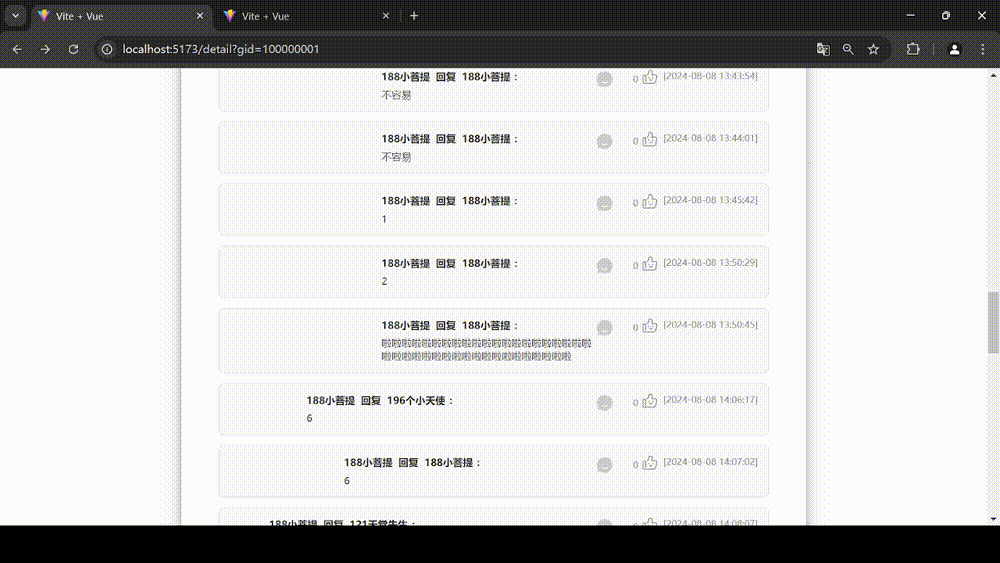 Vite + Vue
Vite + Vue
localhost:5173/detail?gid=100000001
188小菩提 回复 188小菩提： 0 [2024-08-08 13:43:54]
不容易
188小菩提 回复 188小菩提： 0 [2024-08-08 13:44:01]
不容易
188小菩提 回复 188小菩提： 0 [2024-08-08 13:45:42]
1
188小菩提 回复 188小菩提： 0 [2024-08-08 13:50:29]
2
188小菩提 回复 188小菩提： 0 [2024-08-08 13:50:45]
啦啦啦啦啦啦啦啦啦啦啦啦啦啦啦啦啦啦啦啦啦
啦啦啦啦啦啦啦啦啦啦啦啦啦啦啦啦啦啦啦
188小菩提 回复 196个小天使： 0 [2024-08-08 14:06:17]
6
188小菩提 回复 188小菩提： 0 [2024-08-08 14:07:02]
6
188小菩提 回复 121天堂先生： [2024-08-08 14:08:07]